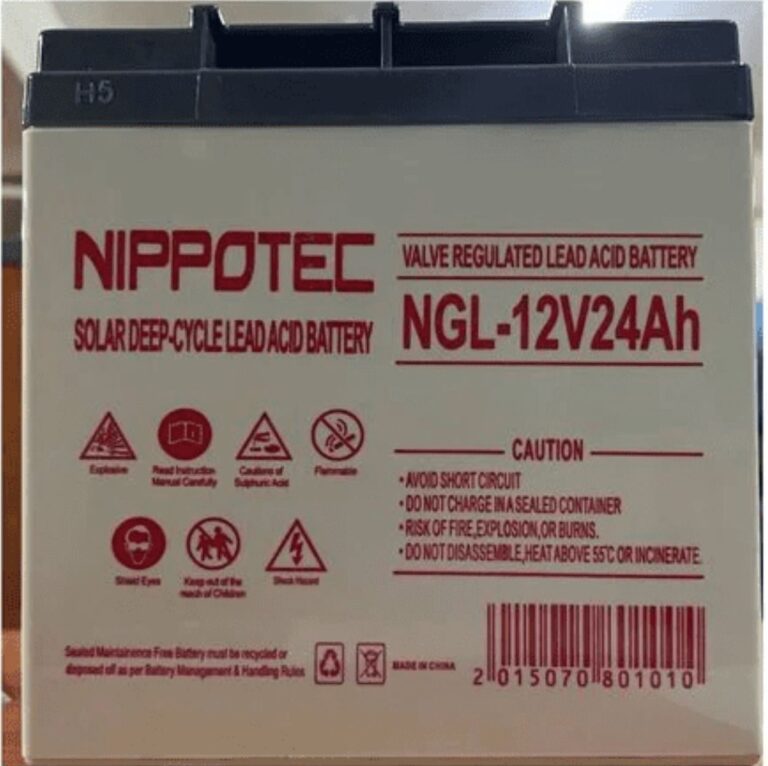 H5
NIPPOTEC
SOLAR DEEP-CYCLE LEAD ACID BATTERY
VALVE REGULATED LEAD ACID BATTERY
NGL-12V24Ah
Explosive
Read Instruction
Manual Carefully
Cautions of
Sulphuric Acid
Flammable
Shield Eyes
Keep out of the
reach of Children
Shock Hazard
CAUTION
• AVOID SHORT CIRCUIT
• DO NOT CHARGE IN A SEALED CONTAINER
• RISK OF FIRE,EXPLOSION,OR BURNS.
• DO NOT DISASSEMBLE,HEAT ABOVE 55°C OR INCINERATE.
Sealed Maintainence Free Battery must be recycled or
disposed off as per Battery Management & Handling Rules
MADE IN CHINA
2 015070 801010